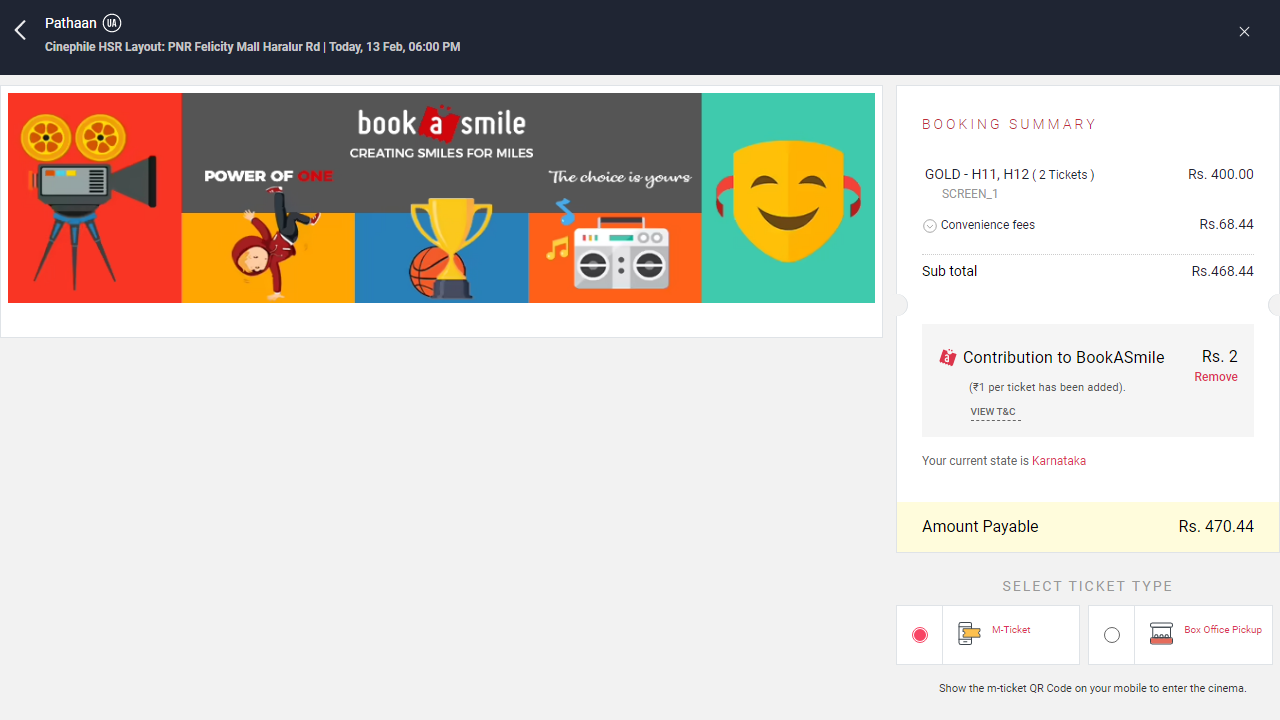 Pathaan UA
Cinephile HSR Layout: PNR Felicity Mall Haralur Rd | Today, 13 Feb, 06:00 PM
book a smile
CREATING SMILES FOR MILES
POWER OF ONE
The choice is yours
BOOKING SUMMARY
GOLD - H11, H12 ( 2 Tickets ) Rs. 400.00
SCREEN_1
Convenience fees Rs.68.44
Sub total Rs.468.44
a Contribution to BookASmile Rs. 2
Remove
(₹1 per ticket has been added).
VIEW T&C
Your current state is Karnataka
Amount Payable Rs. 470.44
SELECT TICKET TYPE
M-Ticket
Box Office Pickup
Show the m-ticket QR Code on your mobile to enter the cinema.